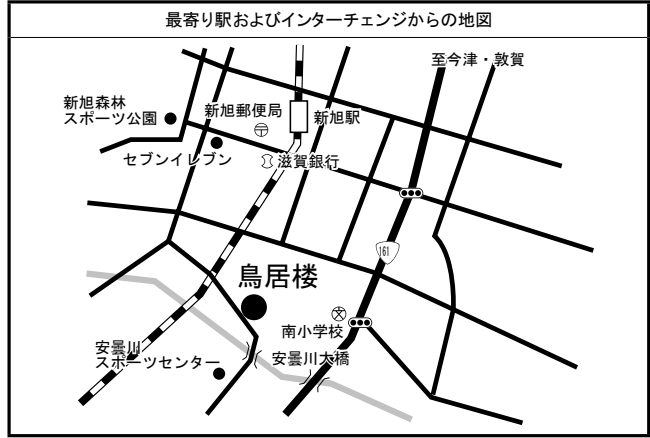 最寄り駅およびインターチェンジからの地図
至今津・敦賀
新旭森林
スポーツ公園
新旭郵便局
新旭駅
セブンイレブン
滋賀銀行
161
鳥居楼
南小学校
安曇川
スポーツセンター
安曇川大橋